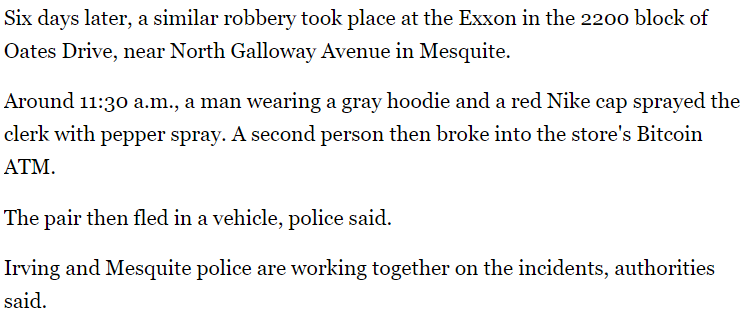 Six days later, a similar robbery took place at the Exxon in the 2200 block of
Oates Drive, near North Galloway Avenue in Mesquite.
Around 11:30 a.m., a man wearing a gray hoodie and a red Nike cap sprayed the
clerk with pepper spray. A second person then broke into the store's Bitcoin
ATM.
The pair then fled in a vehicle, police said.
Irving and Mesquite police are working together on the incidents, authorities
said.